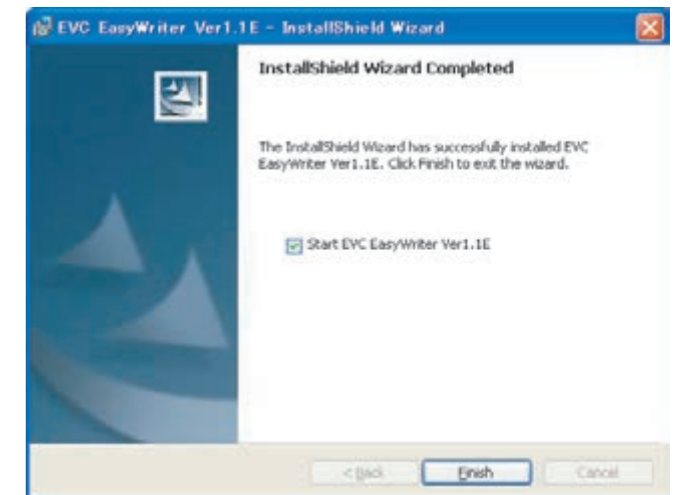 EVC EasyWriter Ver1.1E - InstallShield Wizard
InstallShield Wizard Completed
The InstallShield Wizard has successfully installed EVC
EasyWriter Ver1.1E. Click Finish to exit the wizard.
Start EVC EasyWriter Ver1.1E
< Back Finish Cancel